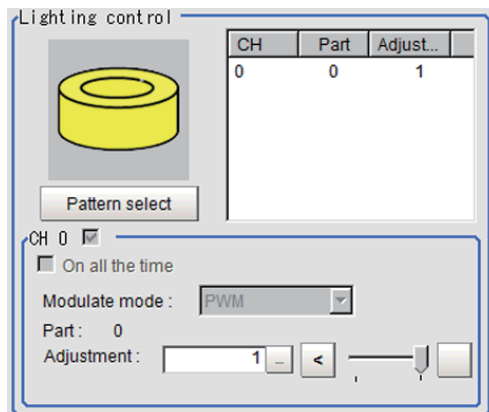 Lighting control
CH Part Adjust...
0 0 1
Pattern select
CH 0
On all the time
Modulate mode : PWM
Part : 0
Adjustment : 1 ... <